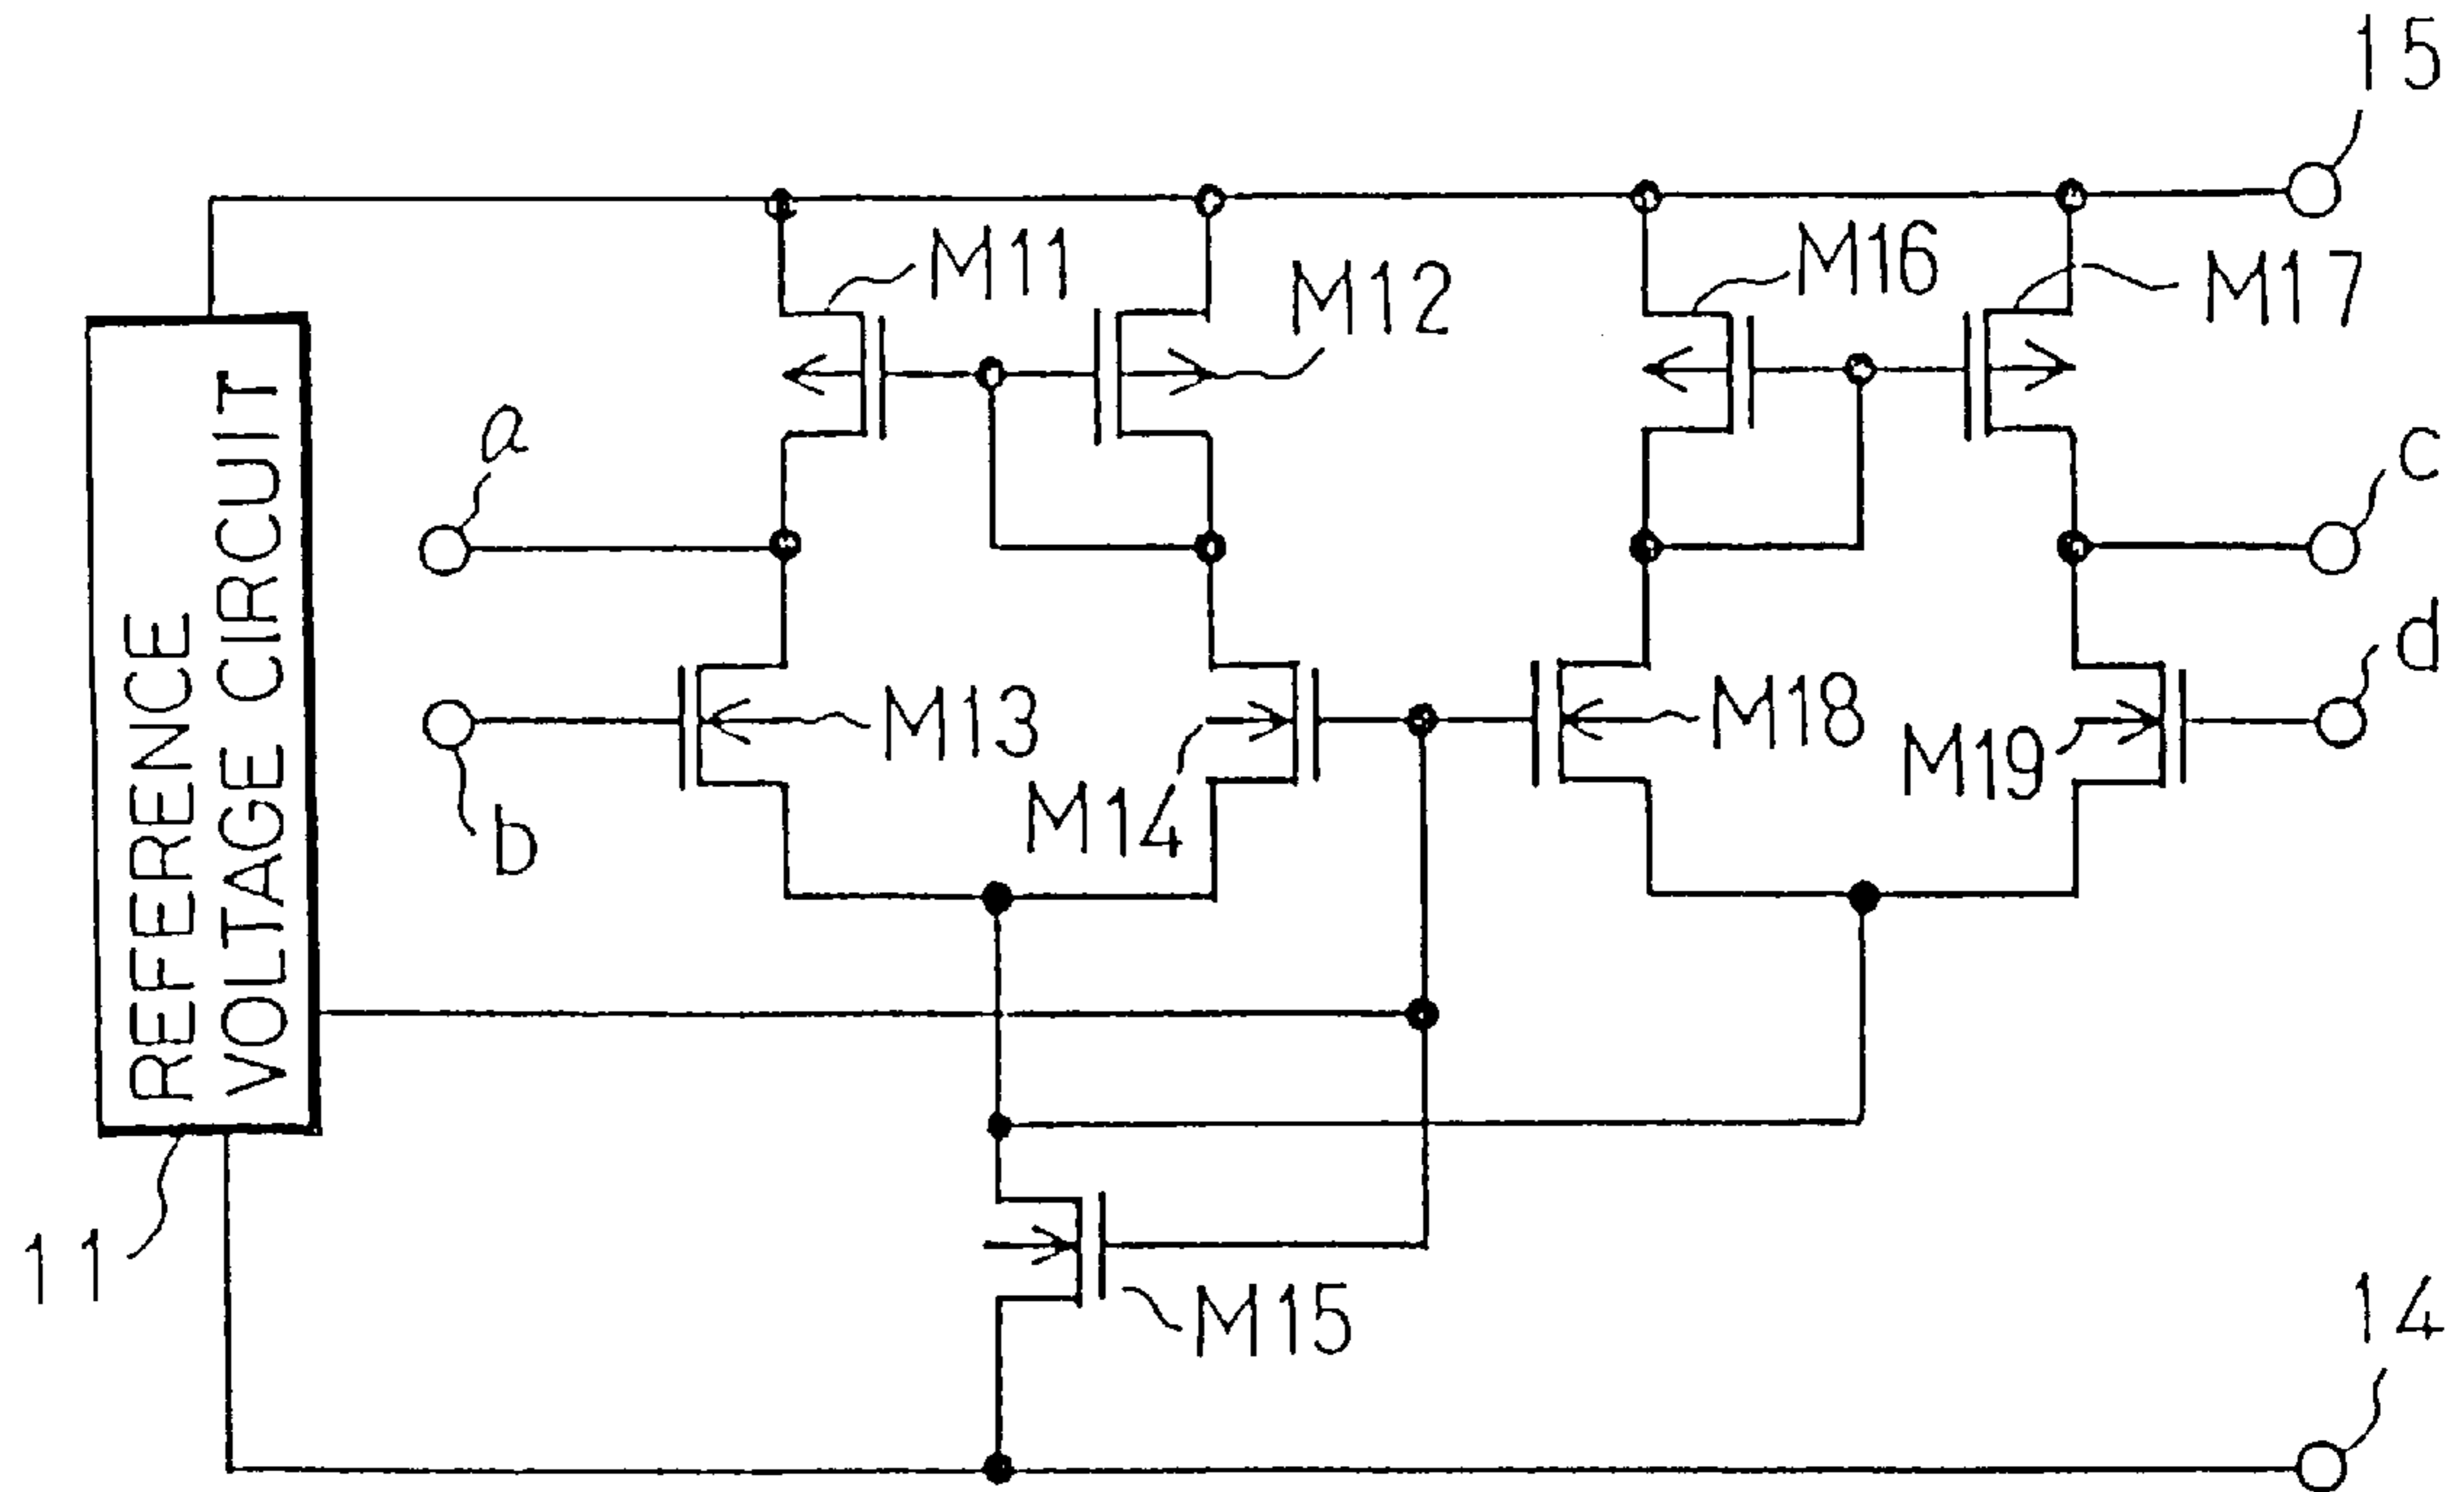 15
M11
M12
M16
M17
a
c
d
REFERENCE
VOLTAGE CIRCUIT
M13
M14
M18
M19
b
11
M15
14